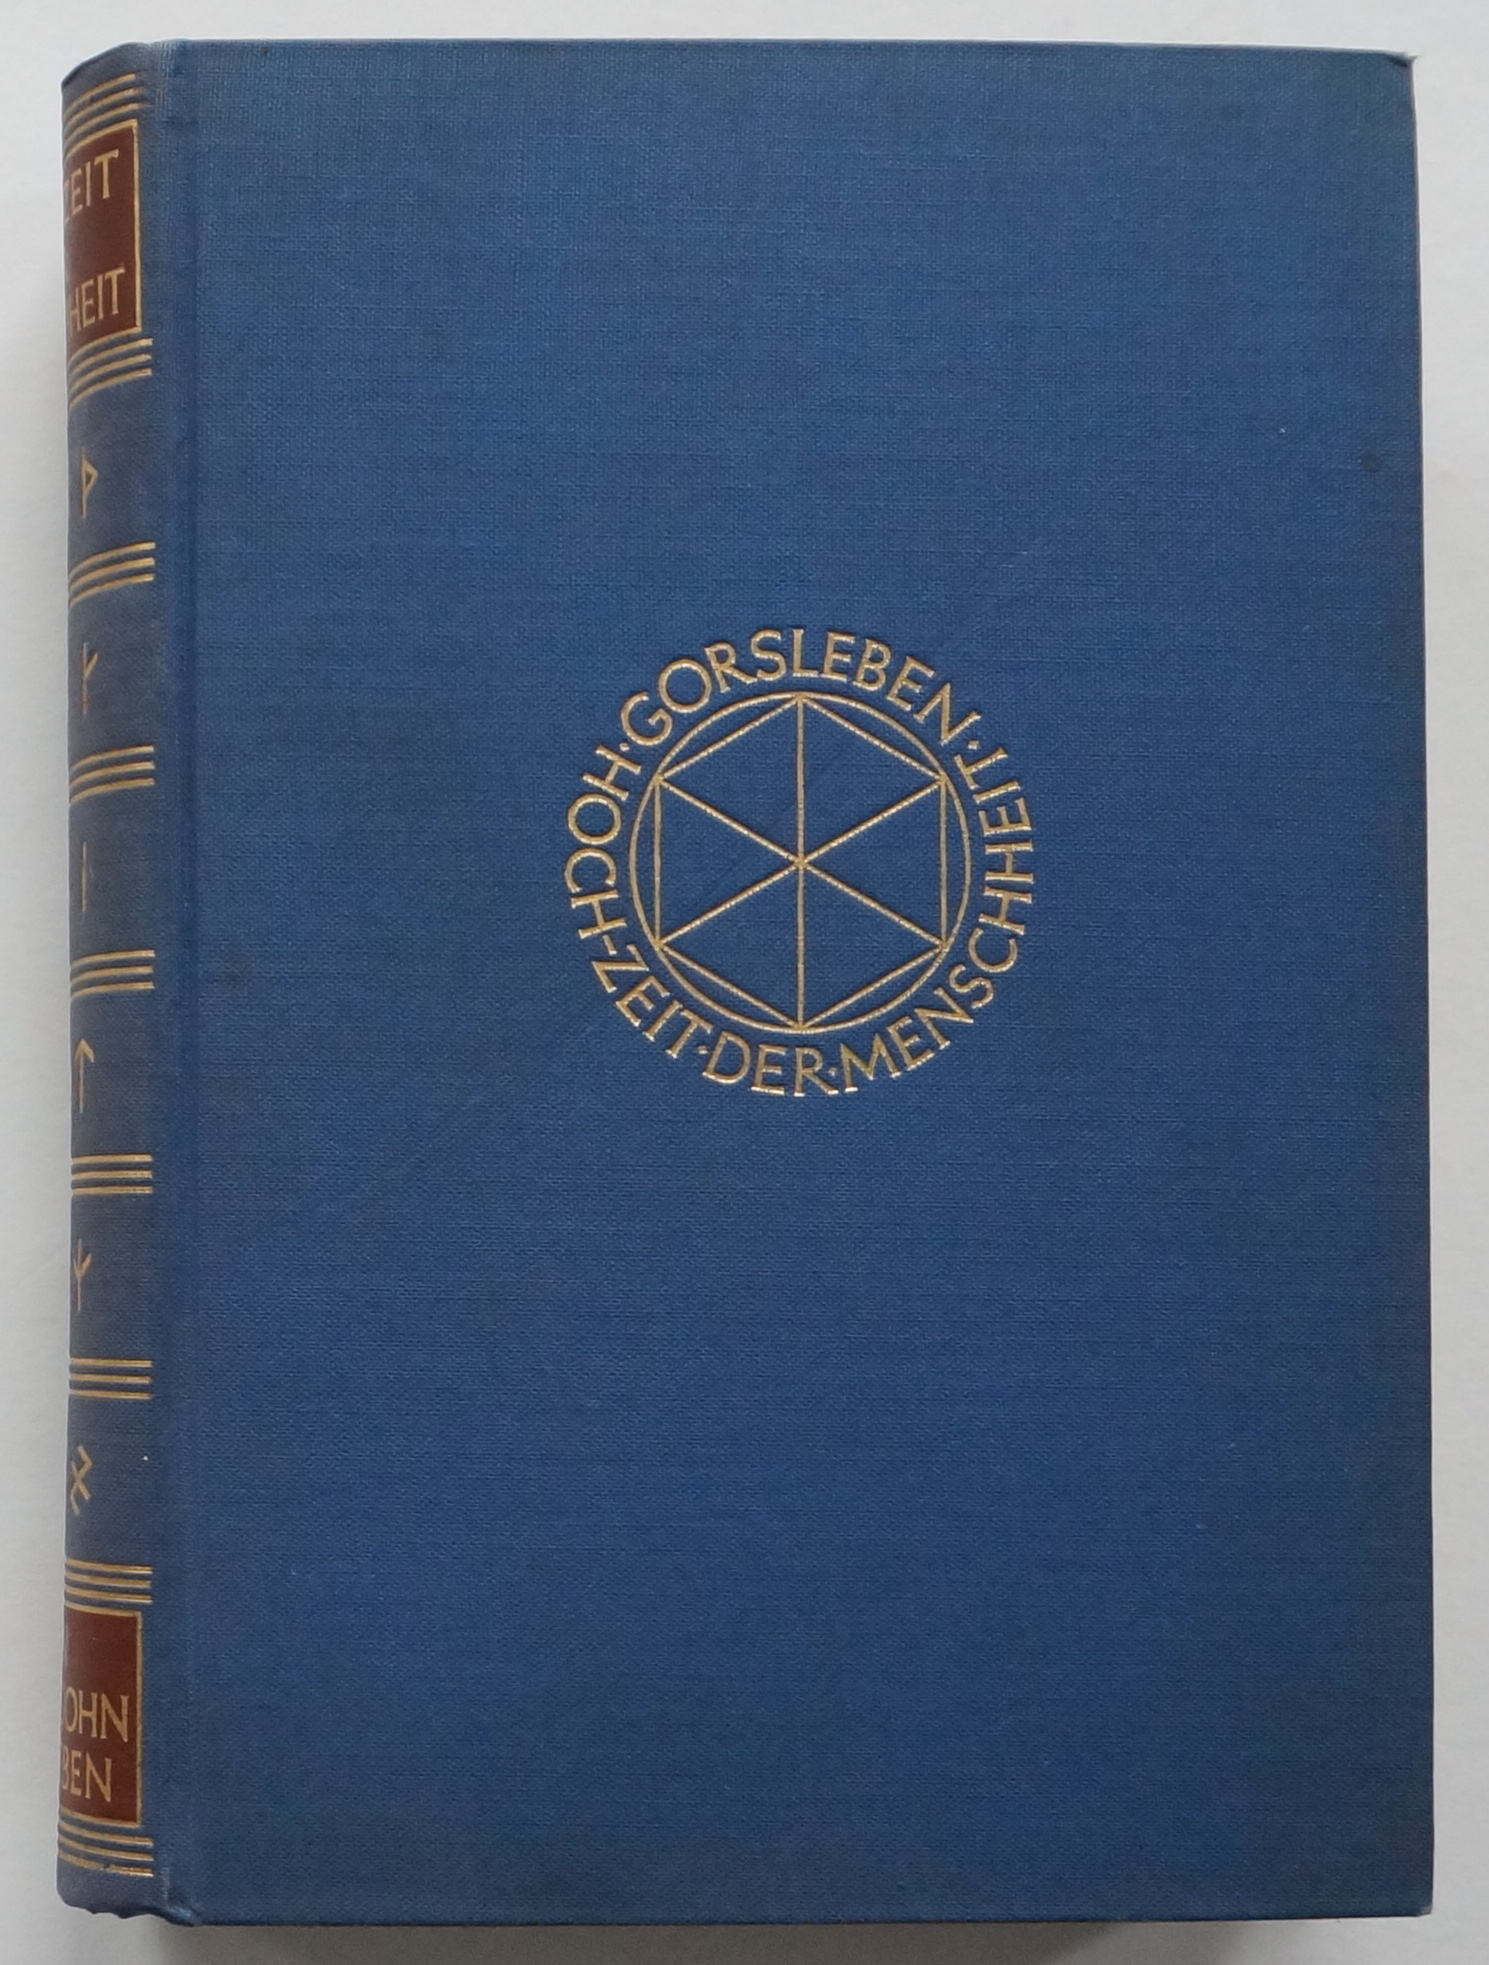 ZEIT
HEIT
ᚦ
ᚨ
ᛁ
ᛏ
ᛉ
OHN
BEN
GORSLEBEN · HOCH-ZEIT · DER · MENSCHHEIT ·